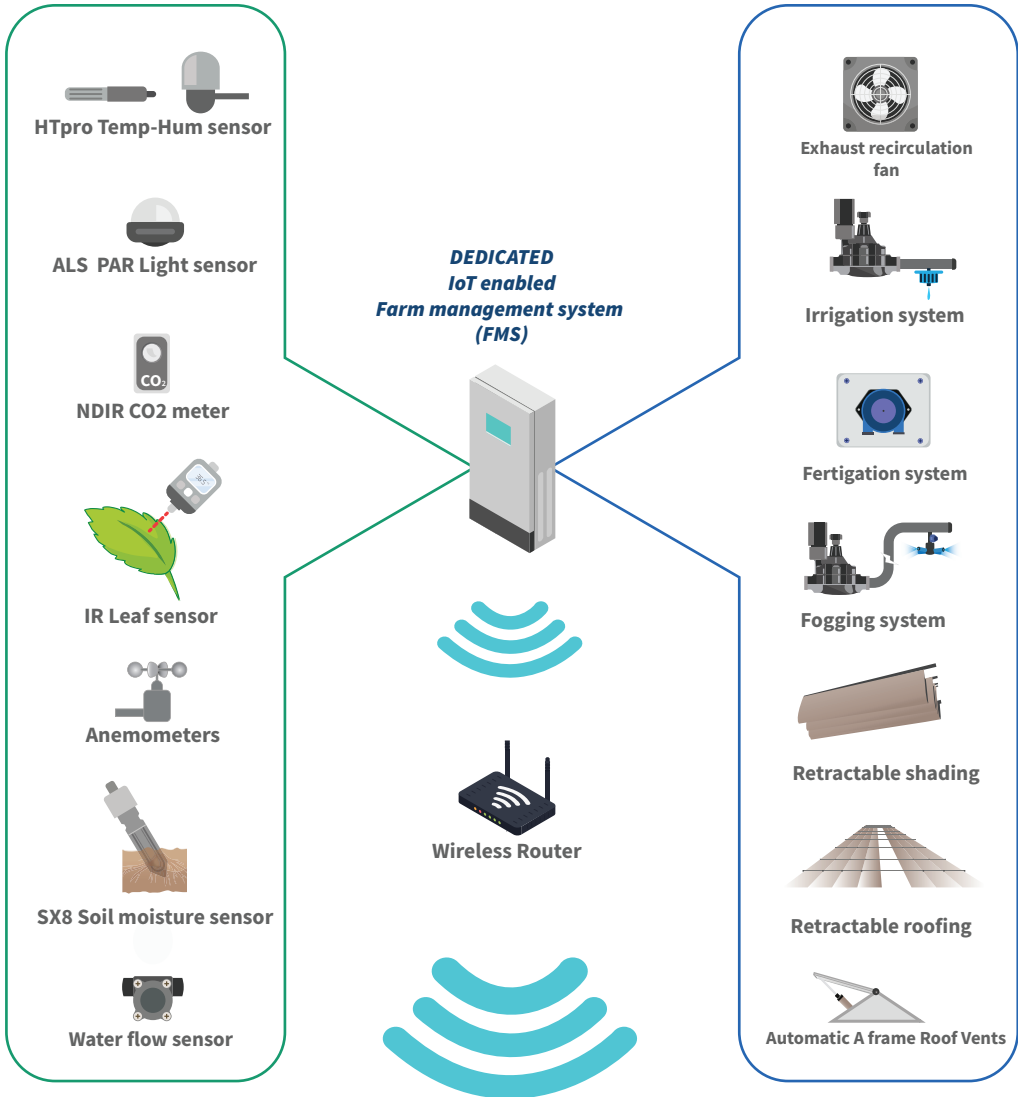 HTpro Temp-Hum sensor
ALS PAR Light sensor
CO₂
NDIR CO2 meter
IR Leaf sensor
Anemometers
SX8 Soil moisture sensor
Water flow sensor
DEDICATED
IoT enabled
Farm management system
(FMS)
Wireless Router
Exhaust recirculation
fan
Irrigation system
Fertigation system
Fogging system
Retractable shading
Retractable roofing
Automatic A frame Roof Vents